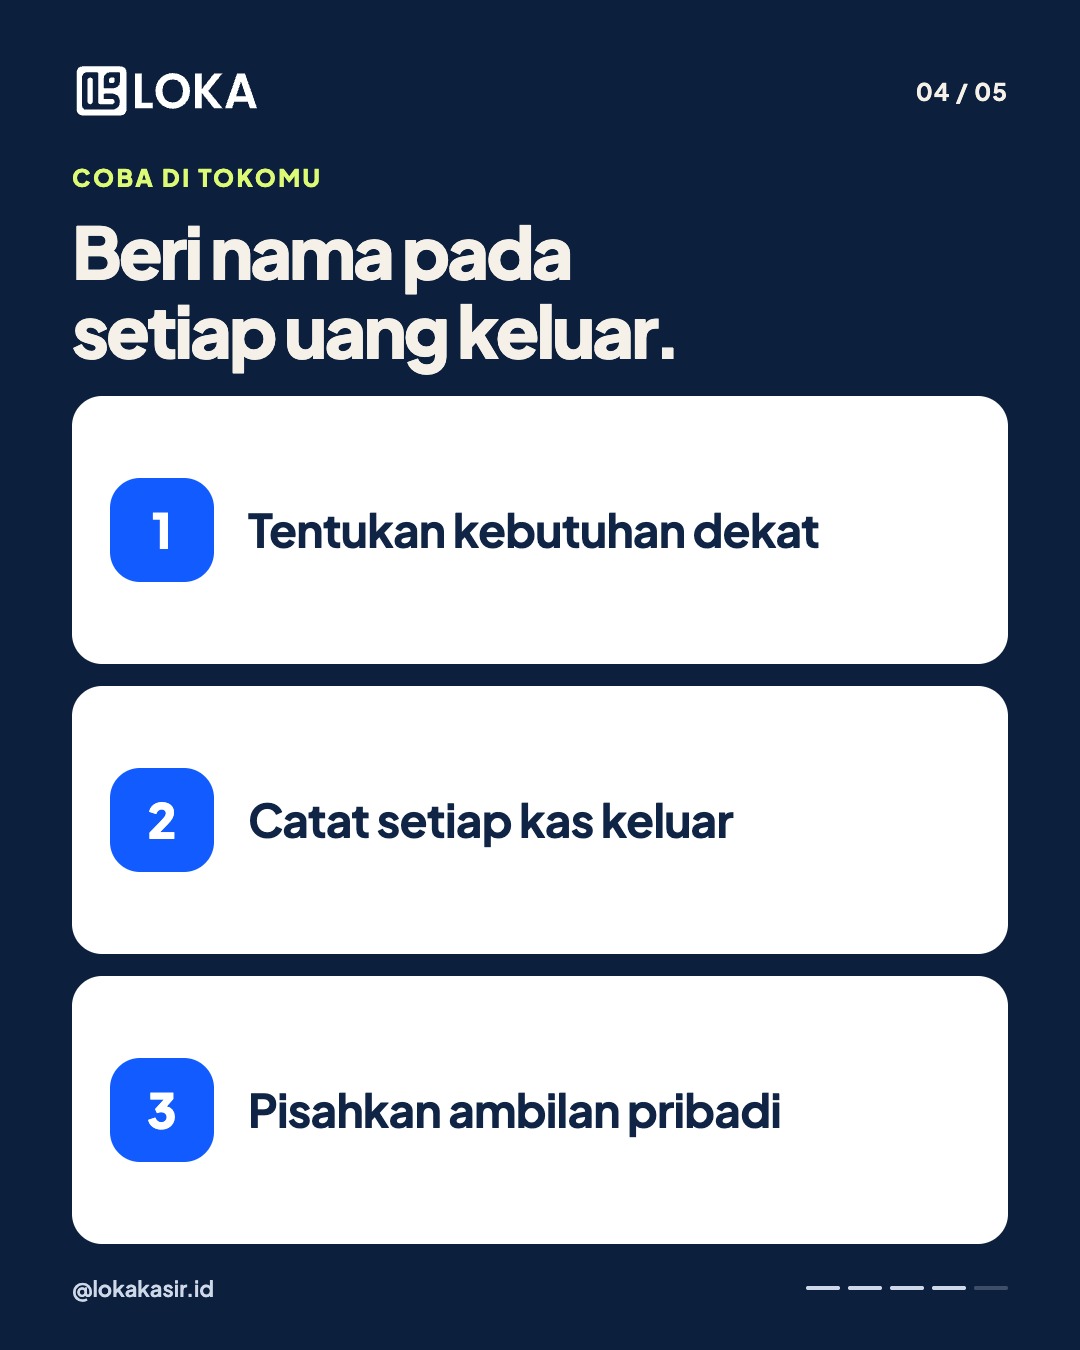 LOKA
04 / 05
COBA DI TOKOMU
Beri nama pada
setiap uang keluar.
1
Tentukan kebutuhan dekat
2
Catat setiap kas keluar
3
Pisahkan ambilan pribadi
@lokakasir.id